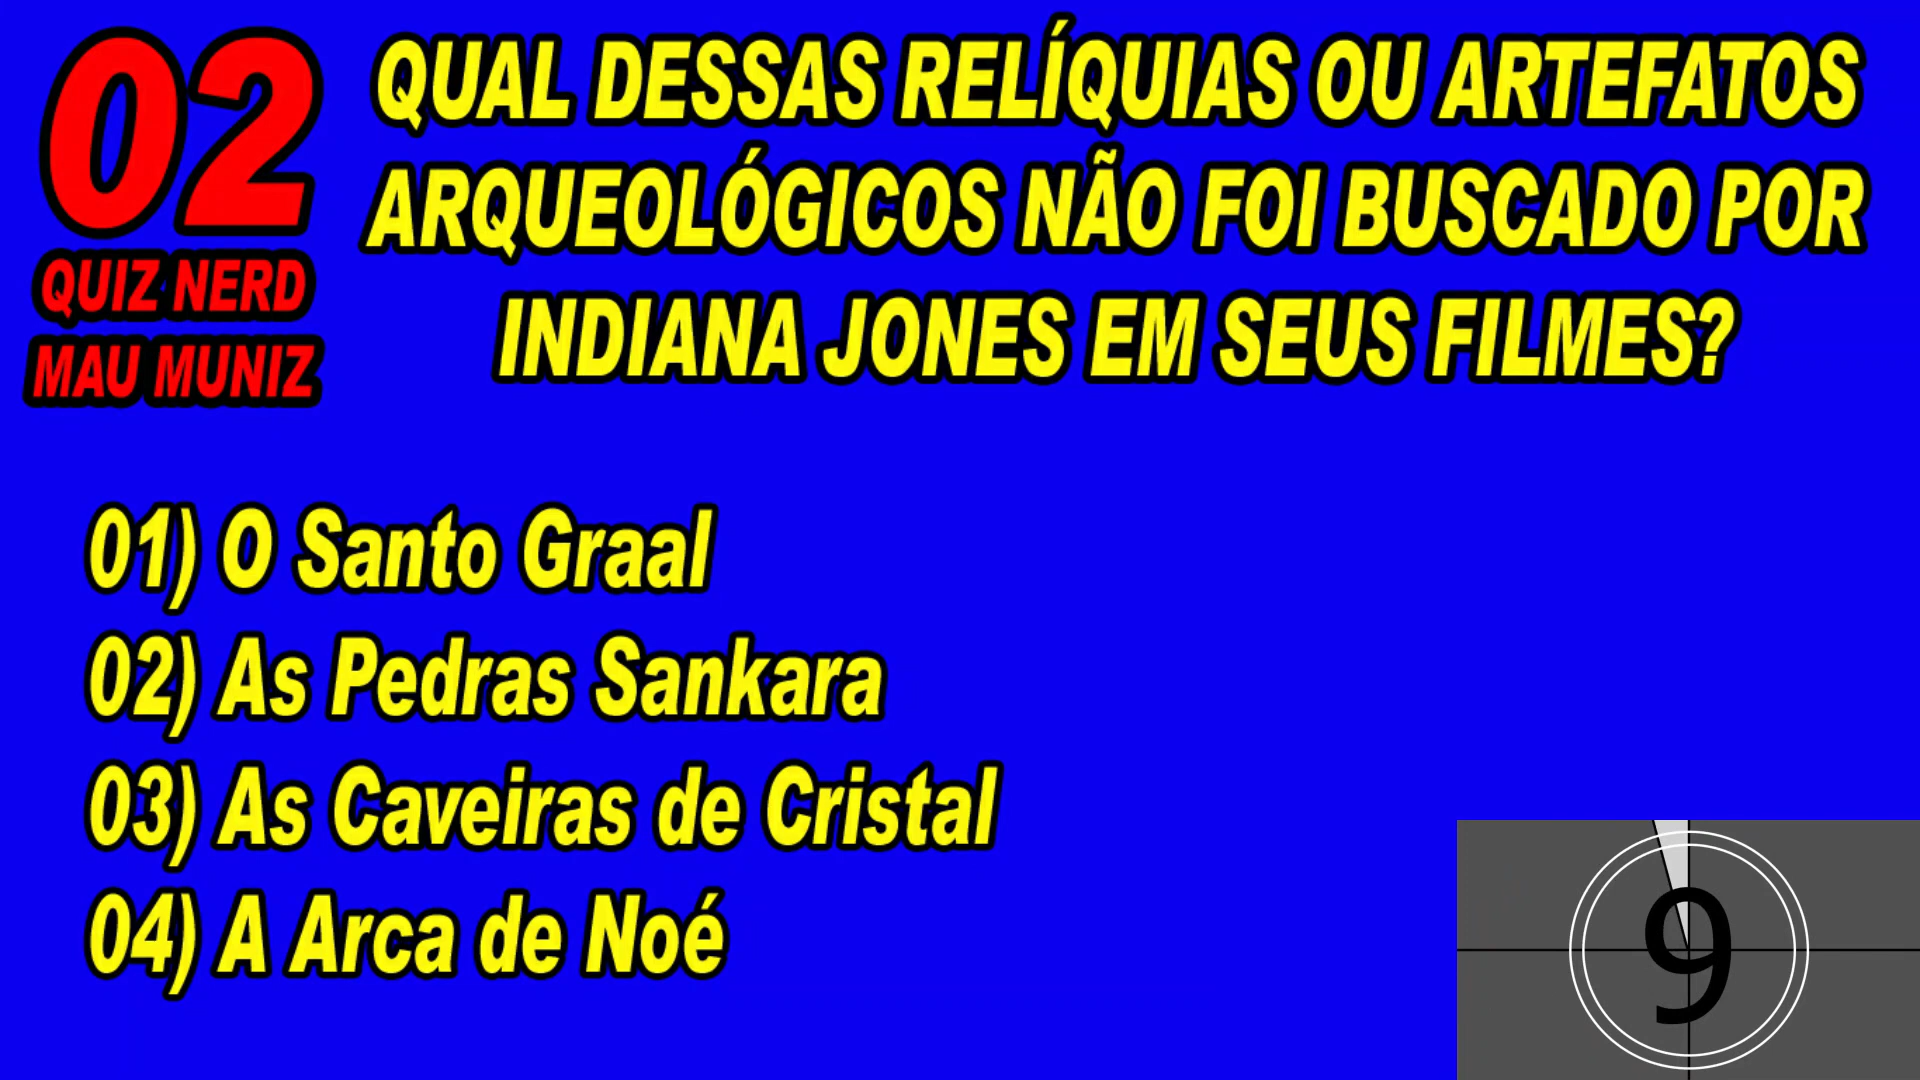 02
QUIZ NERD
MAU MUNIZ
QUAL DESSAS RELÍQUIAS OU ARTEFATOS
ARQUEOLÓGICOS NÃO FOI BUSCADO POR
INDIANA JONES EM SEUS FILMES?
01) O Santo Graal
02) As Pedras Sankara
03) As Caveiras de Cristal
04) A Arca de Noé
9